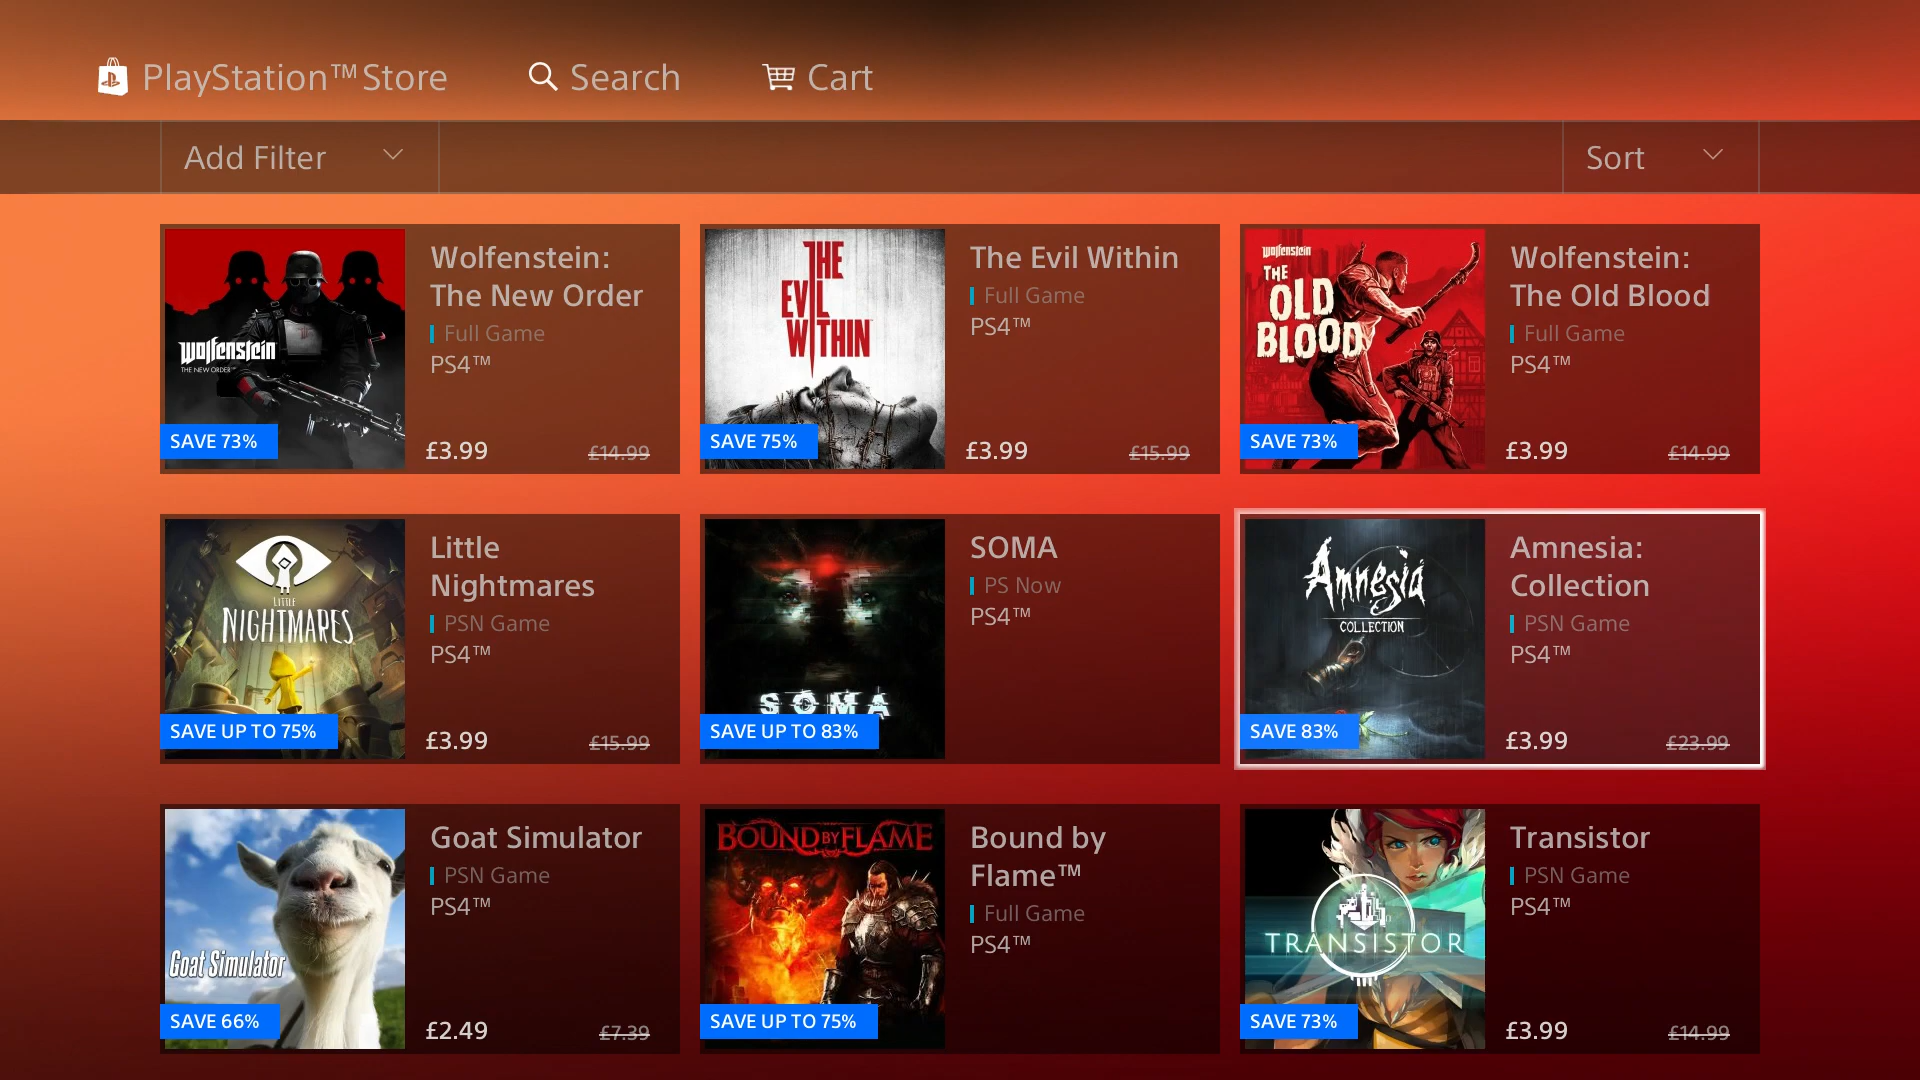 PlayStation™Store
Search
Cart
Add Filter
Sort
wolfenstein
THE NEW ORDER
SAVE 73%
Wolfenstein:
The New Order
Full Game
PS4™
£3.99
£14.99
THE
EVIL
WITHIN
SAVE 75%
The Evil Within
Full Game
PS4™
£3.99
£15.99
wolfenstein
THE
OLD
BLOOD
SAVE 73%
Wolfenstein:
The Old Blood
Full Game
PS4™
£3.99
£14.99
LITTLE
NIGHTMARES
SAVE UP TO 75%
Little
Nightmares
PSN Game
PS4™
£3.99
£15.99
SOMA
SAVE UP TO 83%
SOMA
PS Now
PS4™
Amnesia
COLLECTION
SAVE 83%
Amnesia:
Collection
PSN Game
PS4™
£3.99
£23.99
Goat Simulator
SAVE 66%
Goat Simulator
PSN Game
PS4™
£2.49
£7.39
BOUND BY FLAME
SAVE UP TO 75%
Bound by
Flame™
Full Game
PS4™
TRANSISTOR
SAVE 73%
Transistor
PSN Game
PS4™
£3.99
£14.99